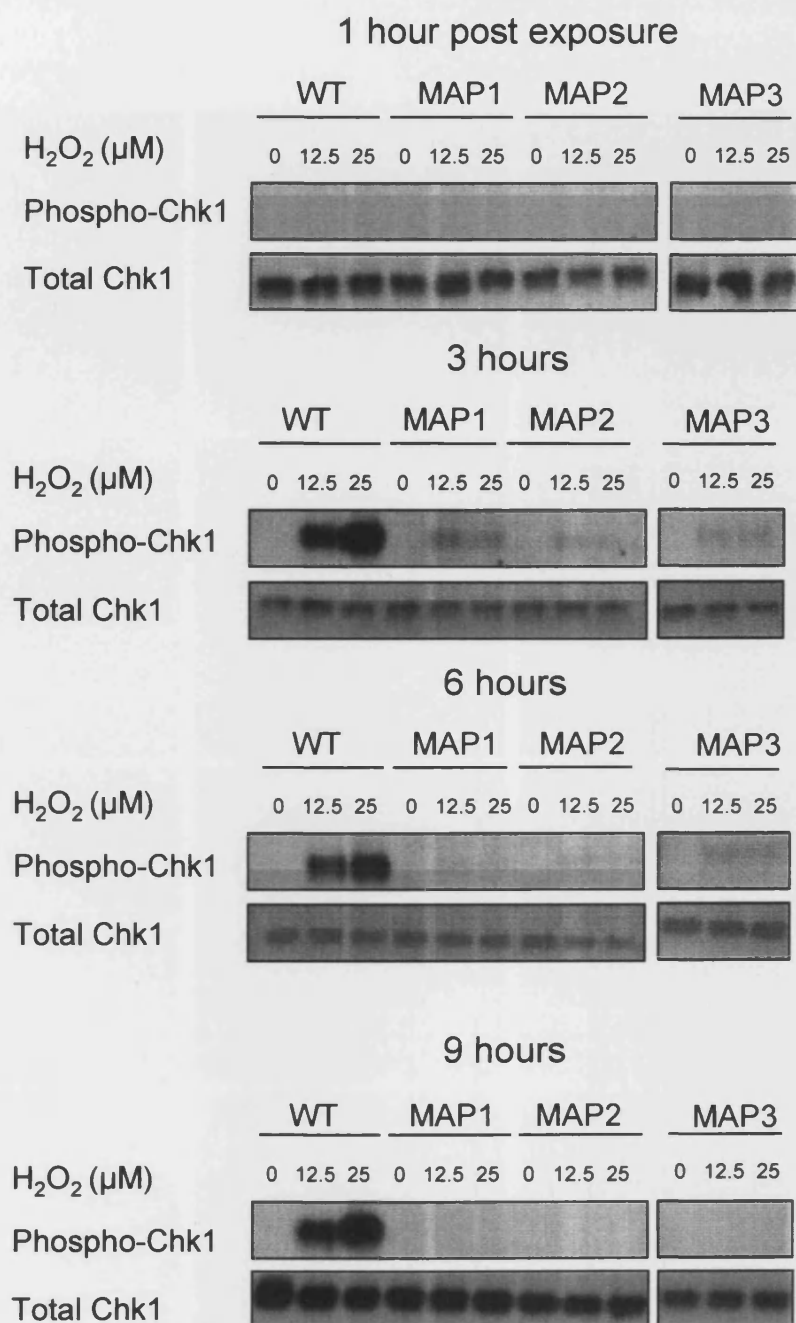 1 hour post exposure
WT MAP1 MAP2 MAP3
H₂O₂ (µM) 0 12.5 25 0 12.5 25 0 12.5 25 0 12.5 25
Phospho-Chk1
Total Chk1
3 hours
WT MAP1 MAP2 MAP3
H₂O₂ (µM) 0 12.5 25 0 12.5 25 0 12.5 25 0 12.5 25
Phospho-Chk1
Total Chk1
6 hours
WT MAP1 MAP2 MAP3
H₂O₂ (µM) 0 12.5 25 0 12.5 25 0 12.5 25 0 12.5 25
Phospho-Chk1
Total Chk1
9 hours
WT MAP1 MAP2 MAP3
H₂O₂ (µM) 0 12.5 25 0 12.5 25 0 12.5 25 0 12.5 25
Phospho-Chk1
Total Chk1